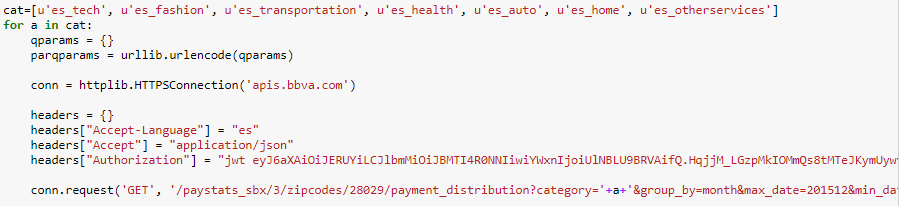 cat=[u'es_tech', u'es_fashion', u'es_transportation', u'es_health', u'es_auto', u'es_home', u'es_otherservices']
for a in cat:
    qparams = {}
    parqparams = urllib.urlencode(qparams)
    conn = httplib.HTTPSConnection('apis.bbva.com')
    headers = {}
    headers["Accept-Language"] = "es"
    headers["Accept"] = "application/json"
    headers["Authorization"] = "jwt eyJ6aXAiOiJERUYiLCJlbmMiOiJBMTI4R0NNIiwiYWxnIjoiUlNBLU9BRVAifQ.HqjjM_LGzpMkIOMmQs8tMTeJKymUyw
    conn.request('GET', '/paystats_sbx/3/zipcodes/28029/payment_distribution?category='+a+'&group_by=month&max_date=201512&min_da